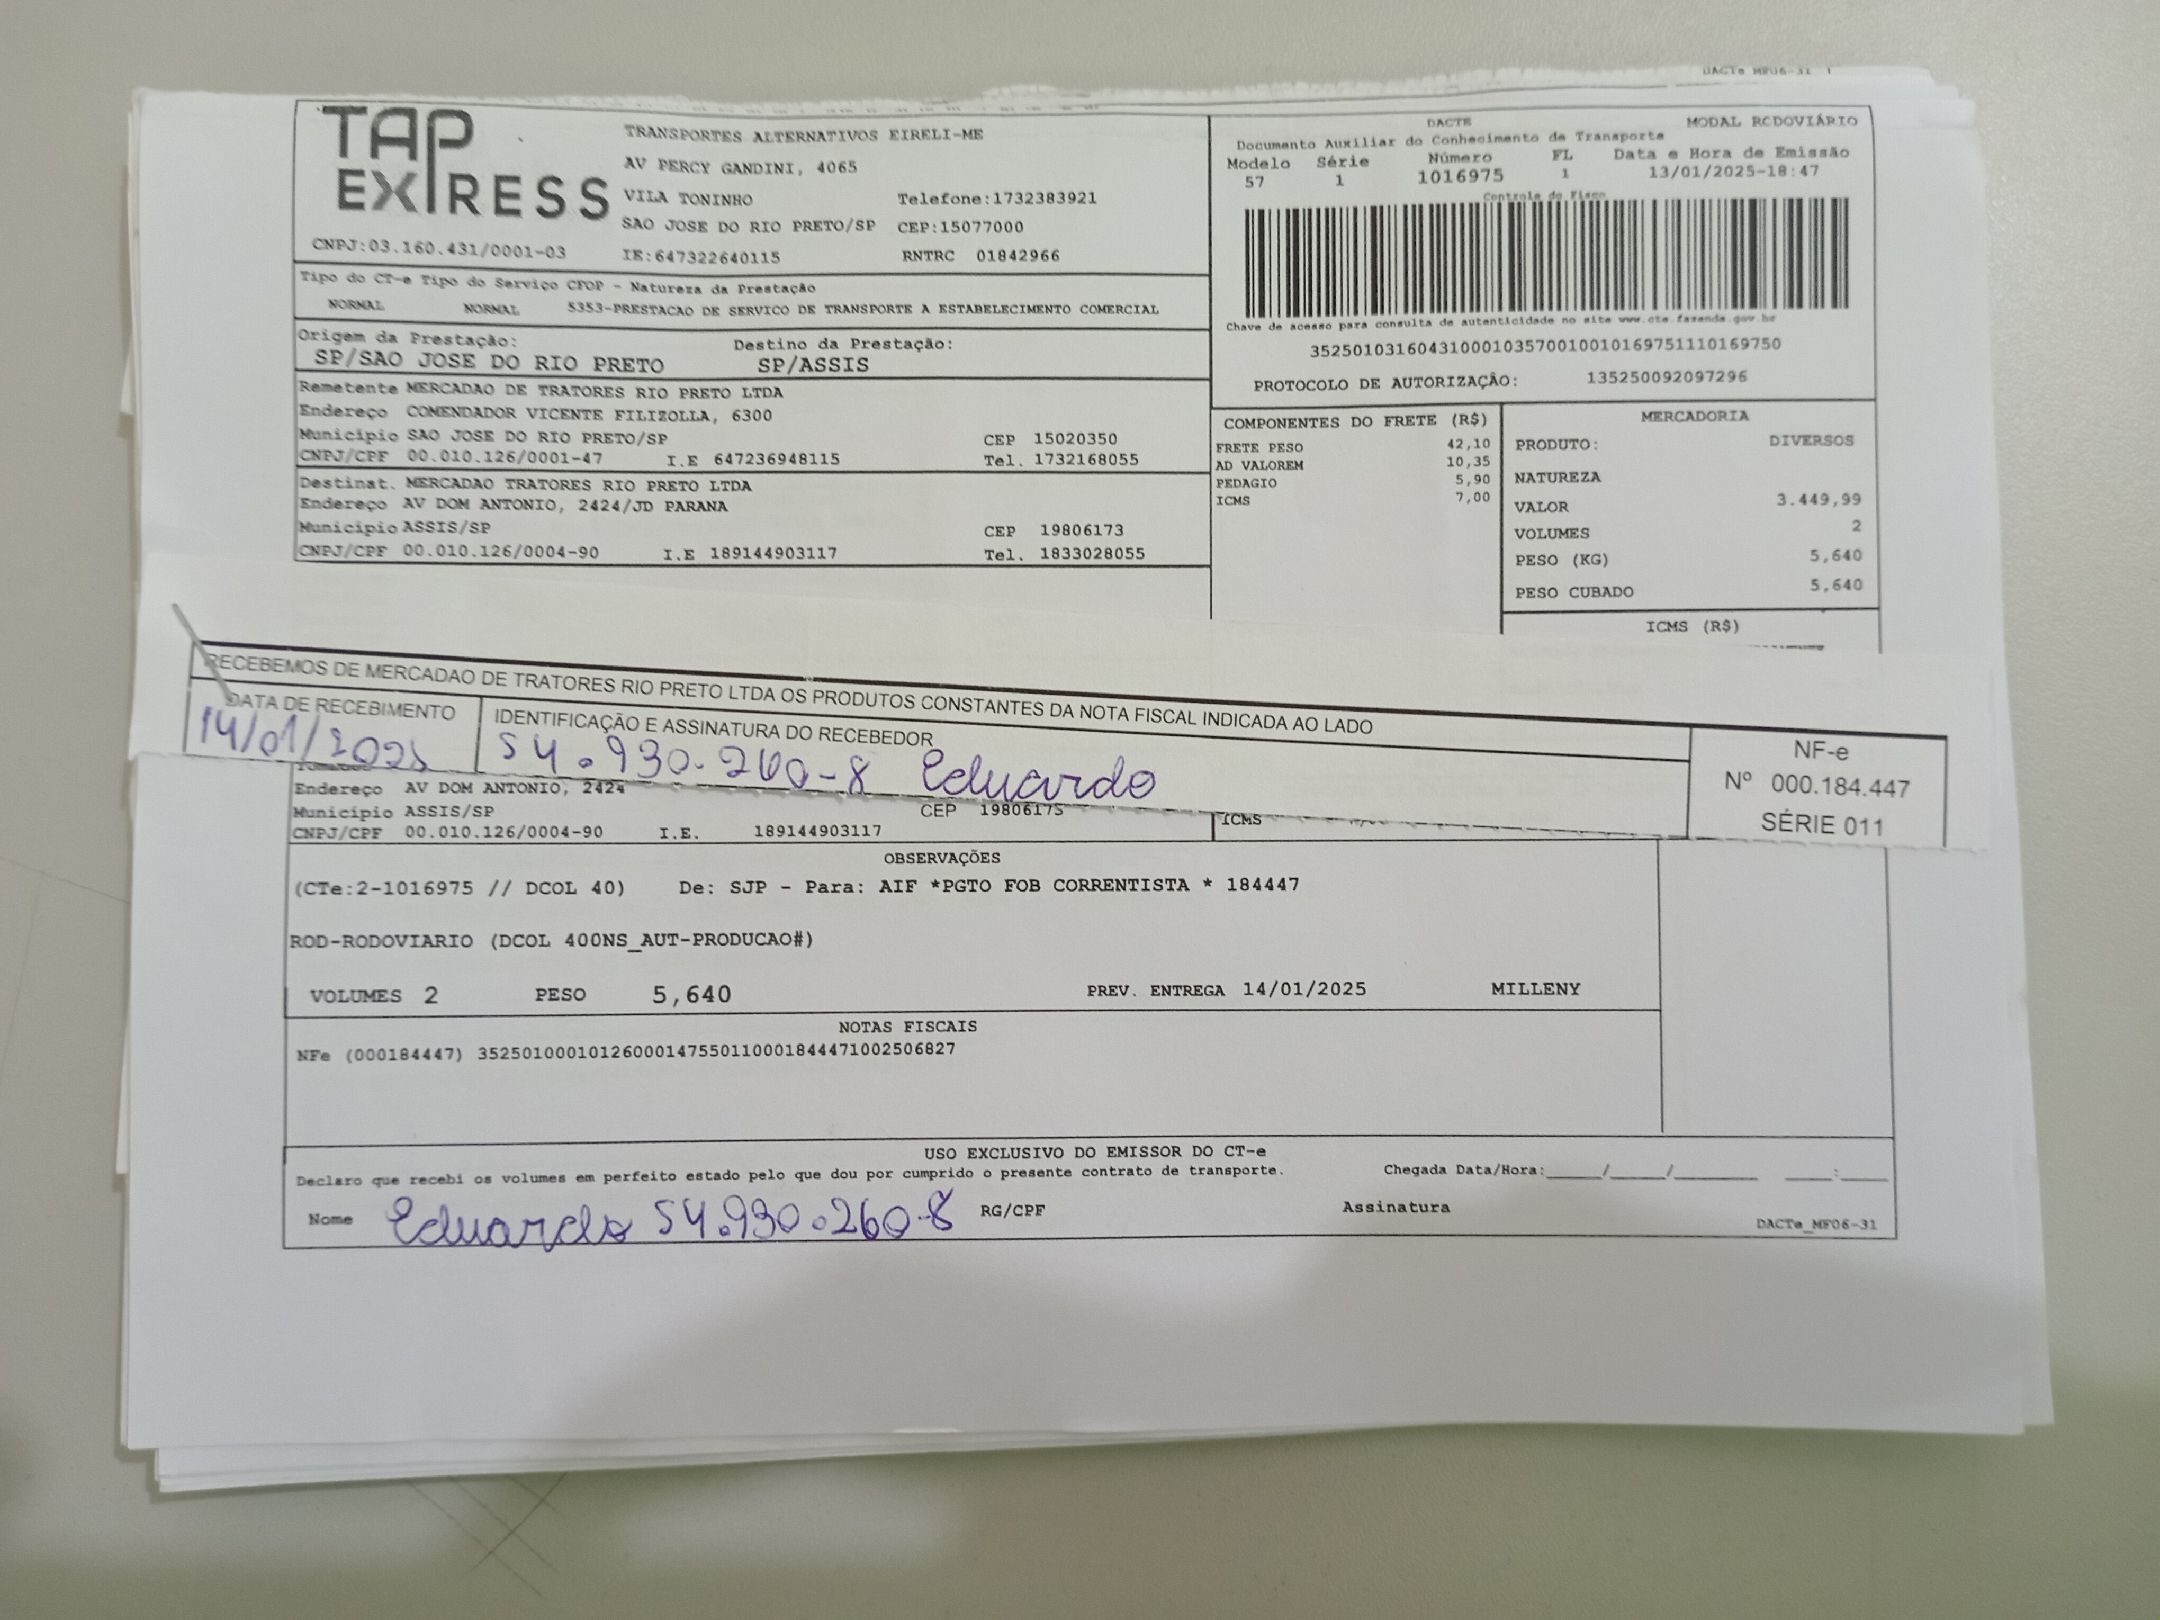 DACTe MF06-31 1
TAP EXPRESS
TRANSPORTES ALTERNATIVOS EIRELI-ME
AV PERCY GANDINI, 4065
VILA TONINHO Telefone:1732383921
SAO JOSE DO RIO PRETO/SP CEP:15077000
CNPJ:03.160.431/0001-03 IE:647322640115 RNTRC 01842966
DACTE MODAL RODOVIÁRIO
Documento Auxiliar do Conhecimento de Transporte
Modelo Série Número FL Data e Hora de Emissão
57 1 1016975 1 13/01/2025-18:47
Controle do Fisco
Chave de acesso para consulta de autenticidade no site www.cte.fazenda.gov.br
35250103160431000103570010010169751110169750
PROTOCOLO DE AUTORIZAÇÃO: 135250092097296
Tipo do CT-e Tipo do Serviço CFOP - Natureza da Prestação
NORMAL NORMAL 5353-PRESTACAO DE SERVICO DE TRANSPORTE A ESTABELECIMENTO COMERCIAL
Origem da Prestação: Destino da Prestação:
SP/SAO JOSE DO RIO PRETO SP/ASSIS
Remetente MERCADAO DE TRATORES RIO PRETO LTDA
Endereço COMENDADOR VICENTE FILIZOLLA, 6300
Município SAO JOSE DO RIO PRETO/SP CEP 15020350
CNPJ/CPF 00.010.126/0001-47 I.E 647236948115 Tel. 1732168055
Destinat. MERCADAO TRATORES RIO PRETO LTDA
Endereço AV DOM ANTONIO, 2424/JD PARANA
Município ASSIS/SP CEP 19806173
CNPJ/CPF 00.010.126/0004-90 I.E 189144903117 Tel. 1833028055
COMPONENTES DO FRETE (R$)
FRETE PESO 42,10
AD VALOREM 10,35
PEDAGIO 5,90
ICMS 7,00
MERCADORIA
PRODUTO: DIVERSOS
NATUREZA
VALOR 3.449,99
VOLUMES 2
PESO (KG) 5,640
PESO CUBADO 5,640
ICMS (R$)
RECEBEMOS DE MERCADAO DE TRATORES RIO PRETO LTDA OS PRODUTOS CONSTANTES DA NOTA FISCAL INDICADA AO LADO
DATA DE RECEBIMENTO IDENTIFICAÇÃO E ASSINATURA DO RECEBEDOR
14/01/2025 54.930.260-8 Eduardo
NF-e
Nº 000.184.447
SÉRIE 011
Endereço AV DOM ANTONIO, 2424
Município ASSIS/SP CEP 19806175
CNPJ/CPF 00.010.126/0004-90 I.E. 189144903117
ICMS
OBSERVAÇÕES
(CTe:2-1016975 // DCOL 40) De: SJP - Para: AIF *PGTO FOB CORRENTISTA * 184447
ROD-RODOVIARIO (DCOL 400NS_AUT-PRODUCAO#)
VOLUMES 2 PESO 5,640 PREV. ENTREGA 14/01/2025 MILLENY
NOTAS FISCAIS
NFe (000184447) 35250100010126000147550110001844471002506827
USO EXCLUSIVO DO EMISSOR DO CT-e
Declaro que recebi os volumes em perfeito estado pelo que dou por cumprido o presente contrato de transporte. Chegada Data/Hora:____/____/________ ____:____
Nome Eduardo 54.930.260-8 RG/CPF Assinatura
DACTe_MF06-31